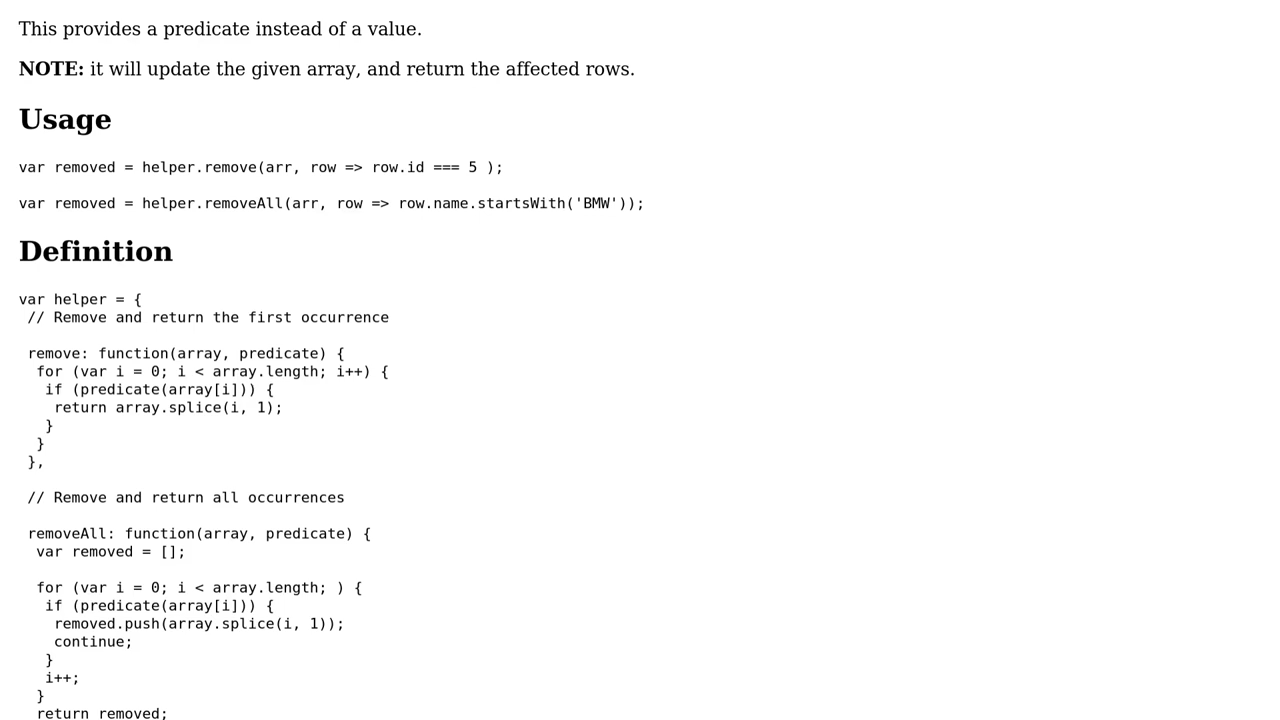 This provides a predicate instead of a value.
NOTE: it will update the given array, and return the affected rows.
Usage
var removed = helper.remove(arr, row => row.id === 5 );
var removed = helper.removeAll(arr, row => row.name.startsWith('BMW'));
Definition
var helper = {
 // Remove and return the first occurrence
 remove: function(array, predicate) {
  for (var i = 0; i < array.length; i++) {
   if (predicate(array[i])) {
    return array.splice(i, 1);
   }
  }
 },
 // Remove and return all occurrences
 removeAll: function(array, predicate) {
  var removed = [];
  for (var i = 0; i < array.length; ) {
   if (predicate(array[i])) {
    removed.push(array.splice(i, 1));
    continue;
   }
   i++;
  }
  return removed;